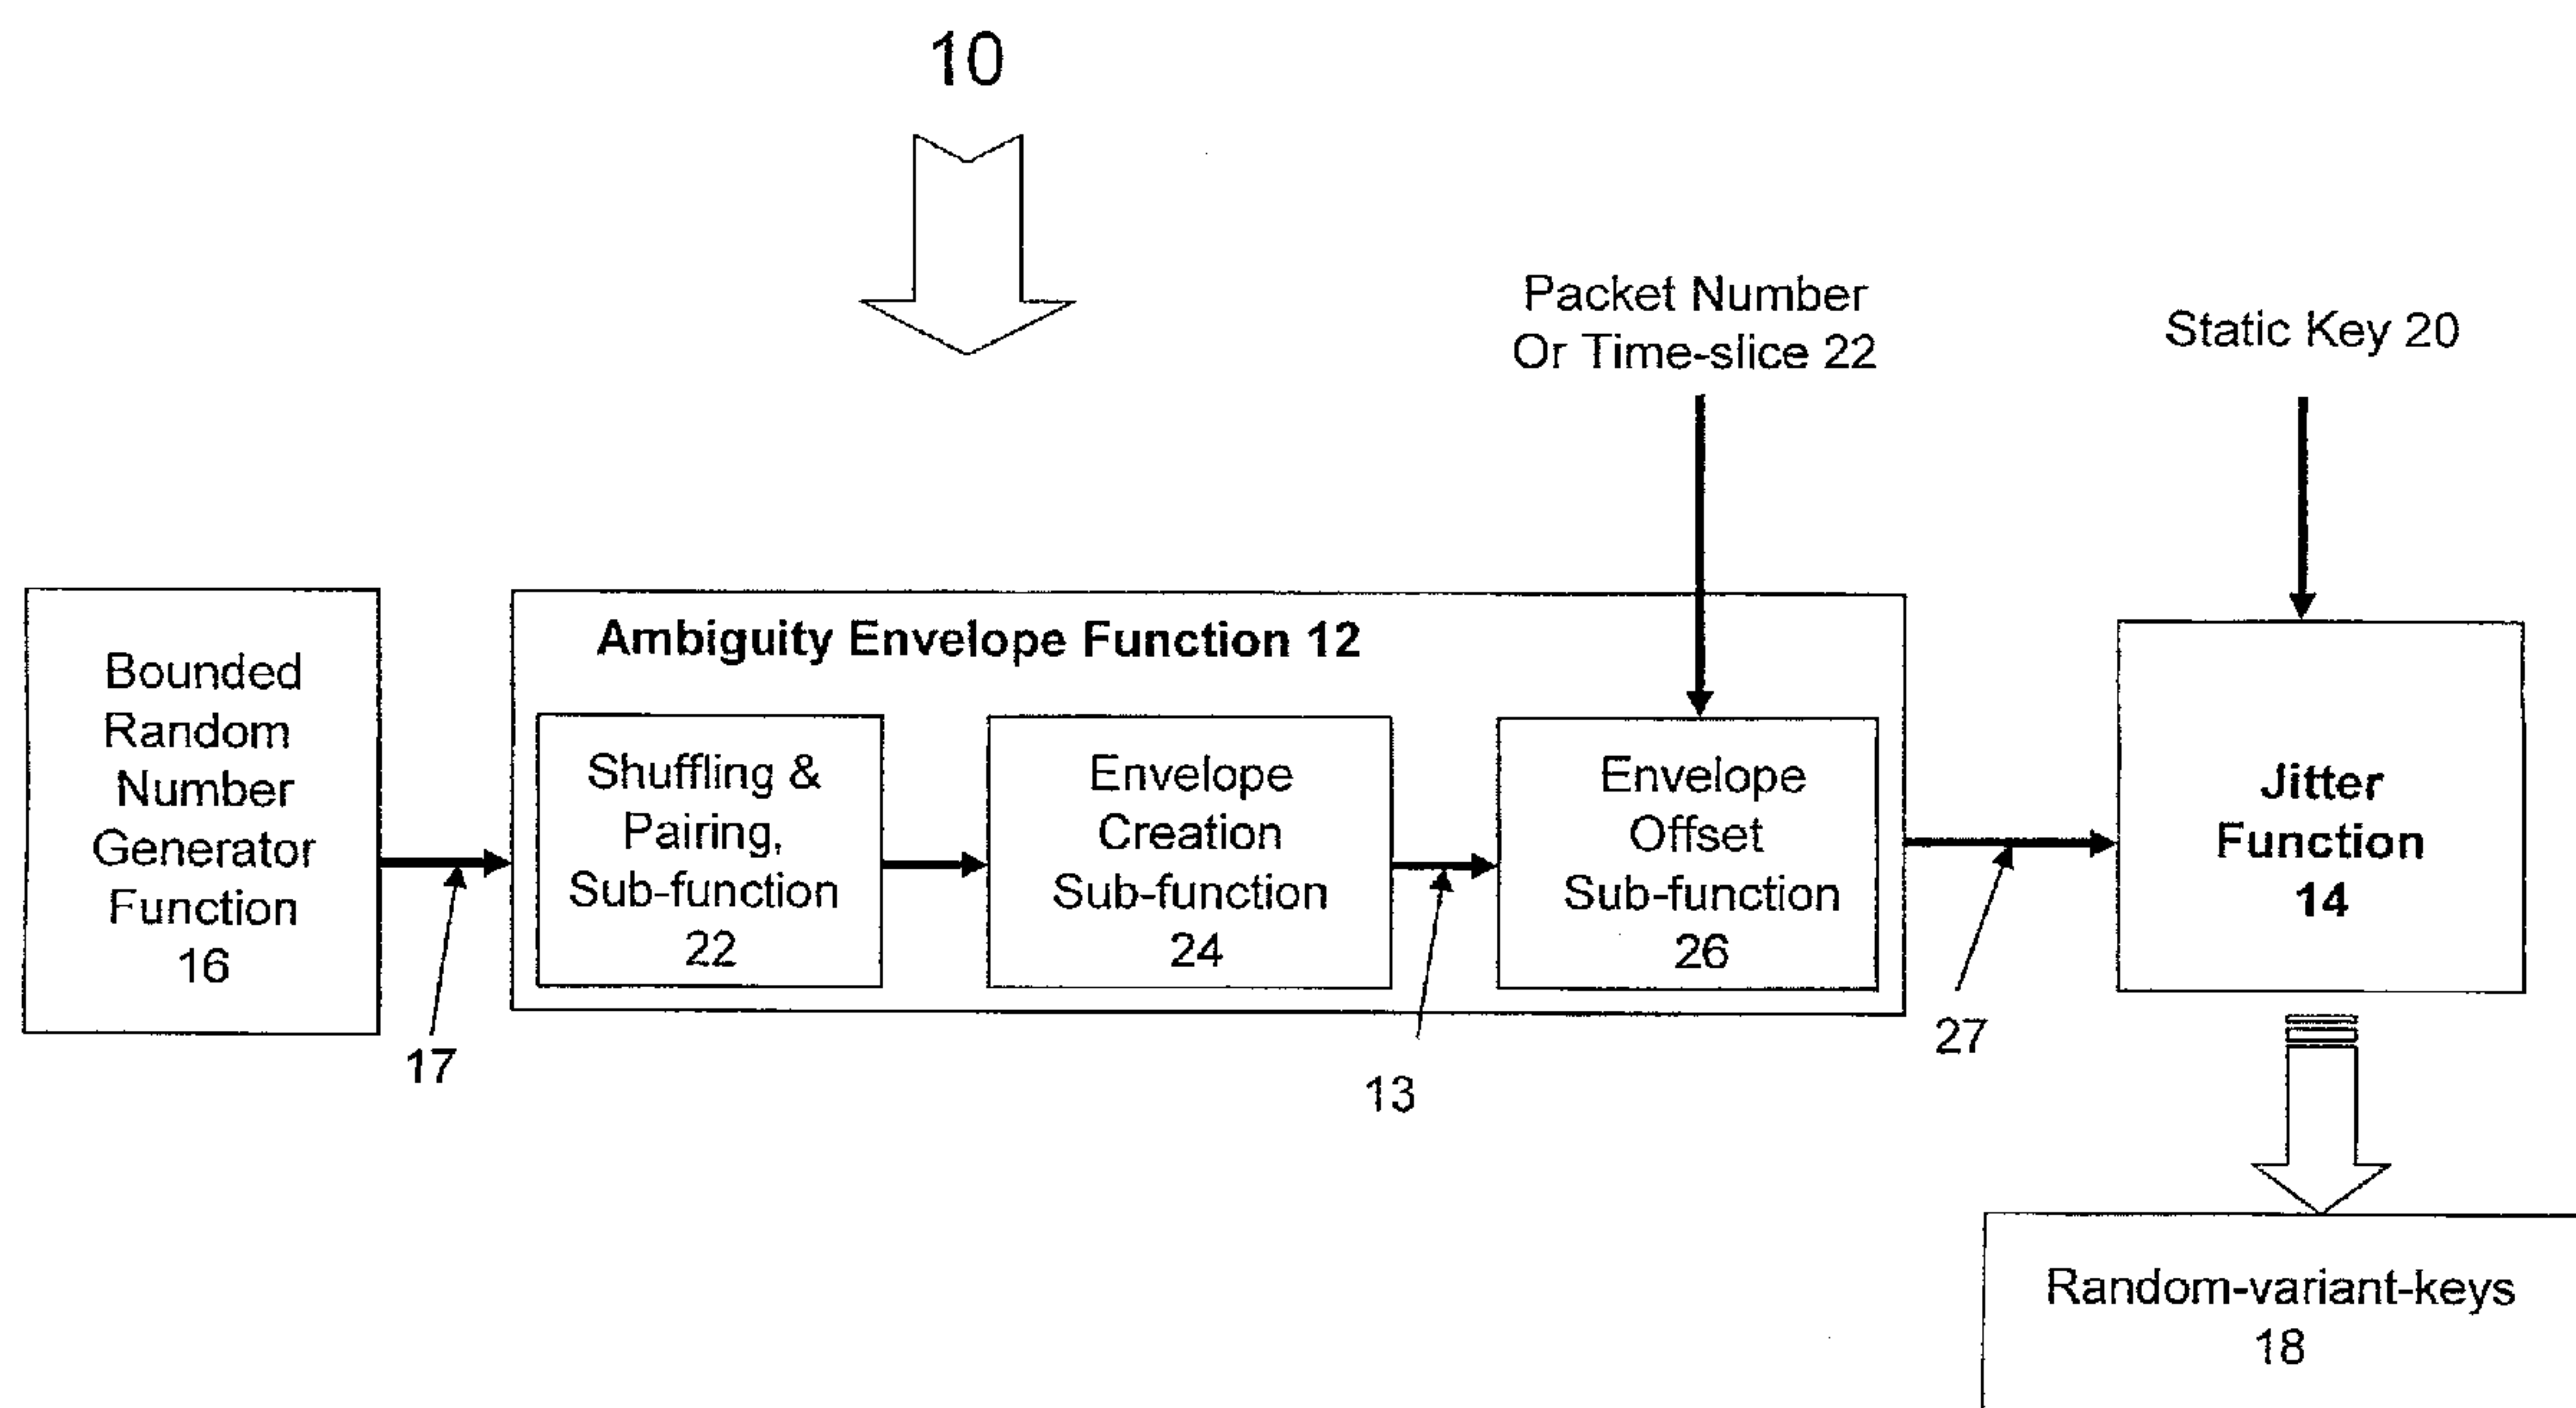 10
Packet Number
Or Time-slice 22
Static Key 20
Bounded
Random
Number
Generator
Function
16
17
Ambiguity Envelope Function 12
Shuffling &
Pairing,
Sub-function
22
Envelope
Creation
Sub-function
24
13
Envelope
Offset
Sub-function
26
27
Jitter
Function
14
Random-variant-keys
18